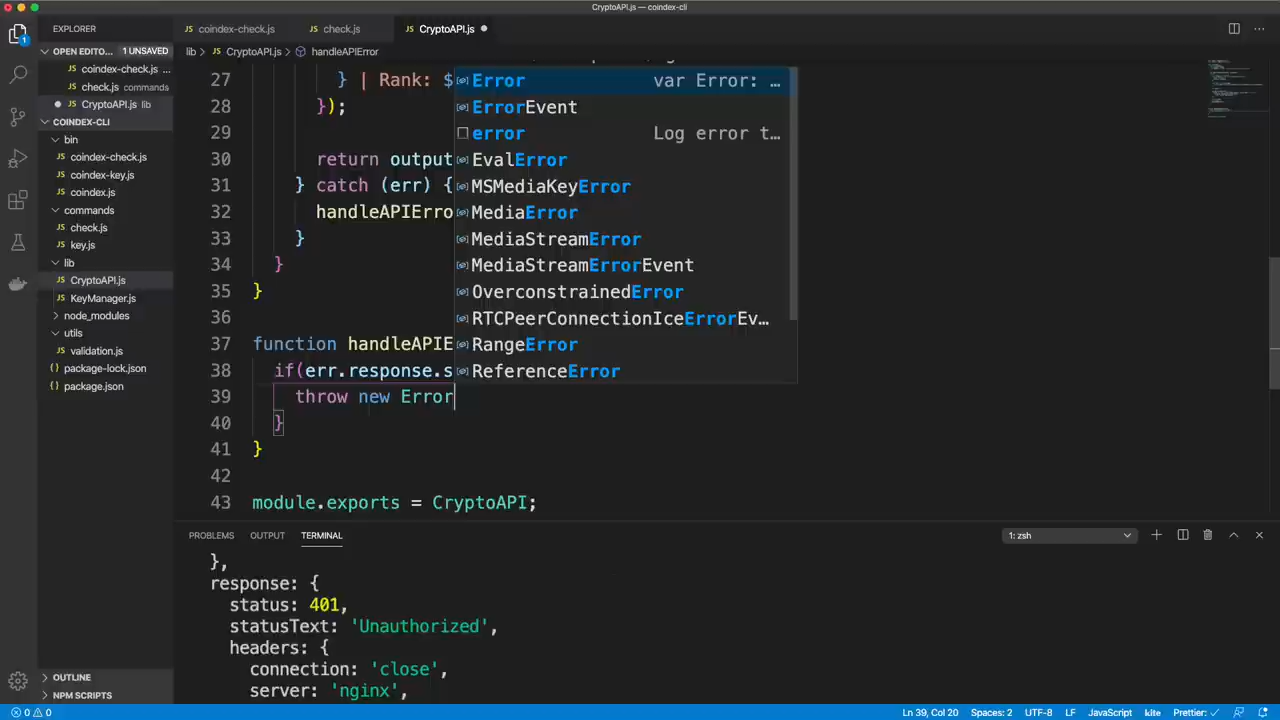 CryptoAPI.js — coindex-cli
EXPLORER
coindex-check.js
check.js
CryptoAPI.js
OPEN EDITO... 1 UNSAVED
lib > CryptoAPI.js > handleAPIError
coindex-check.js ...
check.js commands
CryptoAPI.js lib
COINDEX-CLI
bin
coindex-check.js
coindex-key.js
coindex.js
commands
check.js
key.js
lib
CryptoAPI.js
KeyManager.js
node_modules
utils
validation.js
package-lock.json
package.json
OUTLINE
NPM SCRIPTS
27 } | Rank: $
28 });
29
30 return output
31 } catch (err) {
32 handleAPIErro
33 }
34 }
35 }
36
37 function handleAPIE
38 if(err.response.s
39 throw new Error
40 }
41 }
42
43 module.exports = CryptoAPI;
Error var Error: ...
ErrorEvent
error Log error t...
EvalError
MSMediaKeyError
MediaError
MediaStreamError
MediaStreamErrorEvent
OverconstrainedError
RTCPeerConnectionIceErrorEv...
RangeError
ReferenceError
PROBLEMS OUTPUT TERMINAL 1: zsh
},
response: {
status: 401,
statusText: 'Unauthorized',
headers: {
connection: 'close',
server: 'nginx',
0 0 Ln 39, Col 20 Spaces: 2 UTF-8 LF JavaScript kite Prettier: ✓